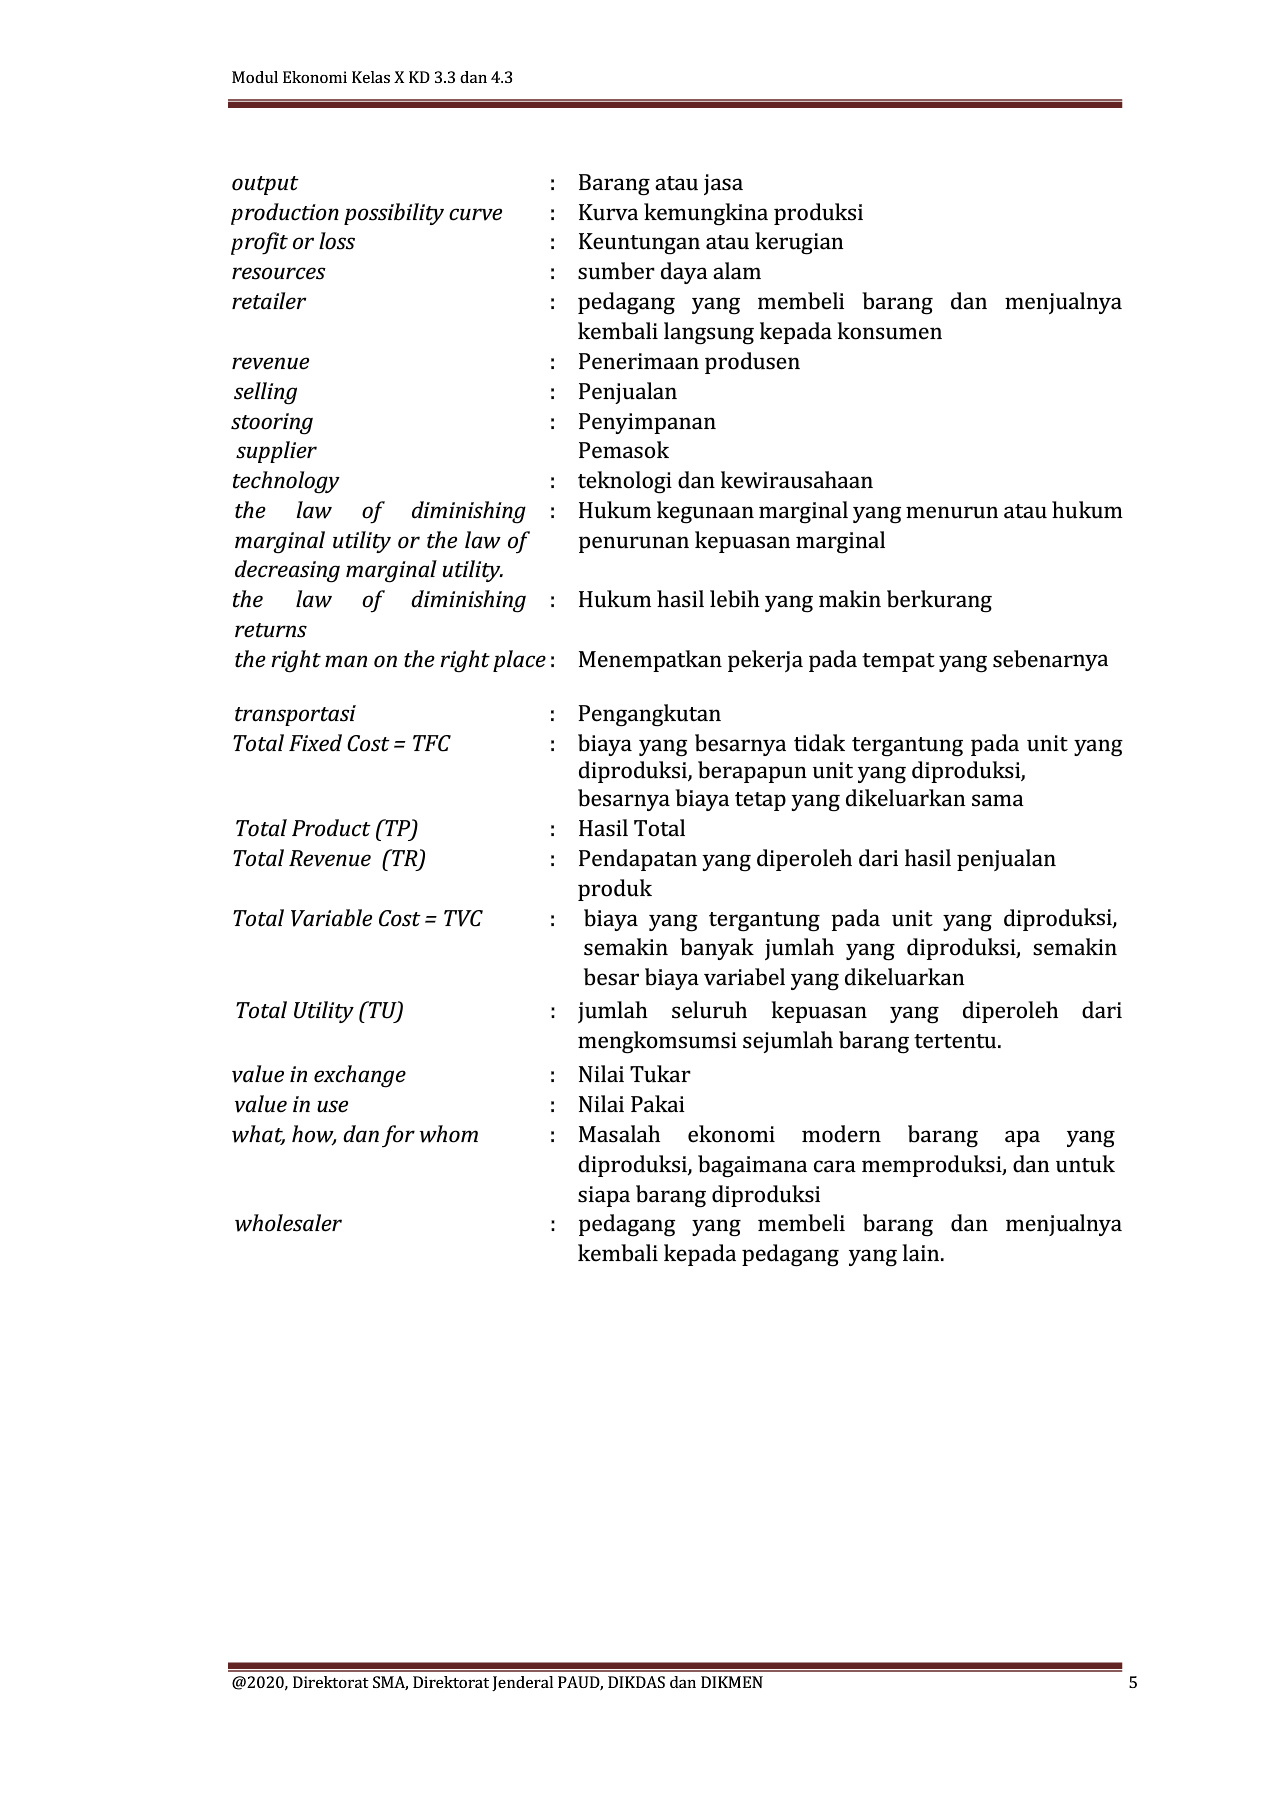 Modul Ekonomi Kelas X KD 3.3 dan 4.3
output : Barang atau jasa
production possibility curve : Kurva kemungkina produksi
profit or loss : Keuntungan atau kerugian
resources : sumber daya alam
retailer : pedagang yang membeli barang dan menjualnya
kembali langsung kepada konsumen
revenue : Penerimaan produsen
selling : Penjualan
stooring : Penyimpanan
supplier Pemasok
technology : teknologi dan kewirausahaan
the law of diminishing : Hukum kegunaan marginal yang menurun atau hukum
marginal utility or the law of penurunan kepuasan marginal
decreasing marginal utility.
the law of diminishing : Hukum hasil lebih yang makin berkurang
returns
the right man on the right place : Menempatkan pekerja pada tempat yang sebenarnya
transportasi : Pengangkutan
Total Fixed Cost = TFC : biaya yang besarnya tidak tergantung pada unit yang
diproduksi, berapapun unit yang diproduksi,
besarnya biaya tetap yang dikeluarkan sama
Total Product (TP) : Hasil Total
Total Revenue (TR) : Pendapatan yang diperoleh dari hasil penjualan
produk
Total Variable Cost = TVC : biaya yang tergantung pada unit yang diproduksi,
semakin banyak jumlah yang diproduksi, semakin
besar biaya variabel yang dikeluarkan
Total Utility (TU) : jumlah seluruh kepuasan yang diperoleh dari
mengkomsumsi sejumlah barang tertentu.
value in exchange : Nilai Tukar
value in use : Nilai Pakai
what, how, dan for whom : Masalah ekonomi modern barang apa yang
diproduksi, bagaimana cara memproduksi, dan untuk
siapa barang diproduksi
wholesaler : pedagang yang membeli barang dan menjualnya
kembali kepada pedagang yang lain.
@2020, Direktorat SMA, Direktorat Jenderal PAUD, DIKDAS dan DIKMEN 5